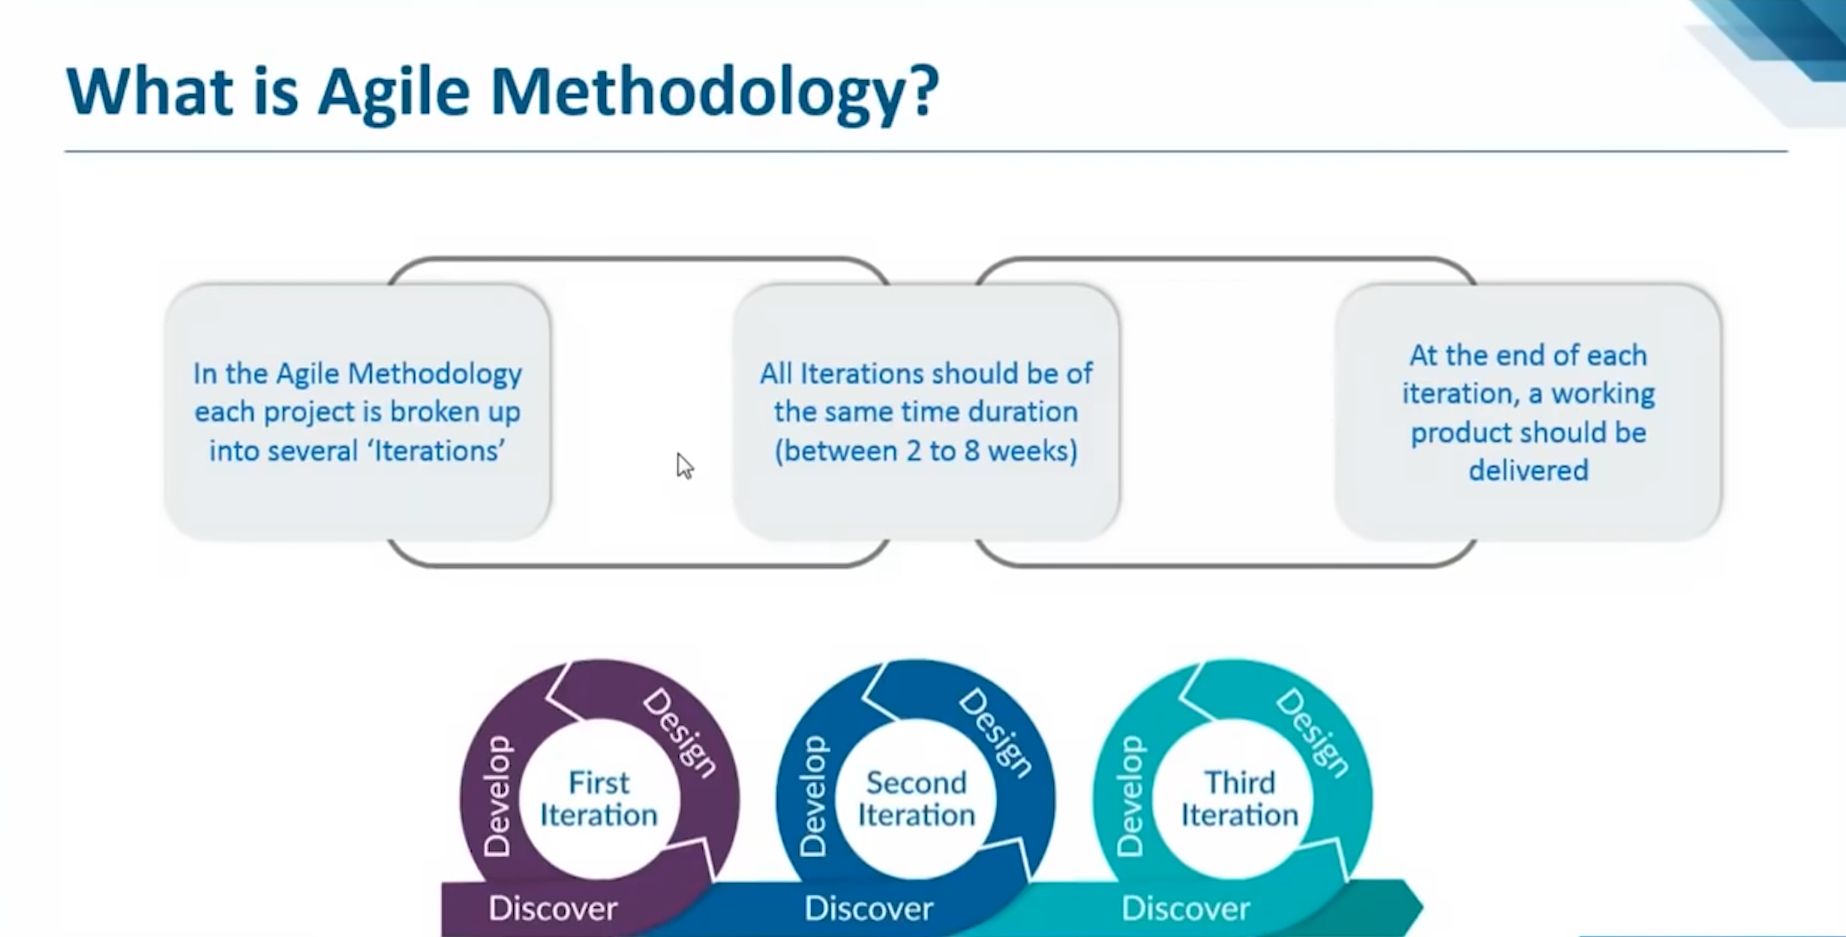 What is Agile Methodology?
In the Agile Methodology
each project is broken up
into several ‘Iterations’
All Iterations should be of
the same time duration
(between 2 to 8 weeks)
At the end of each
iteration, a working
product should be
delivered
Develop
Design
First
Iteration
Discover
Develop
Design
Second
Iteration
Discover
Develop
Design
Third
Iteration
Discover